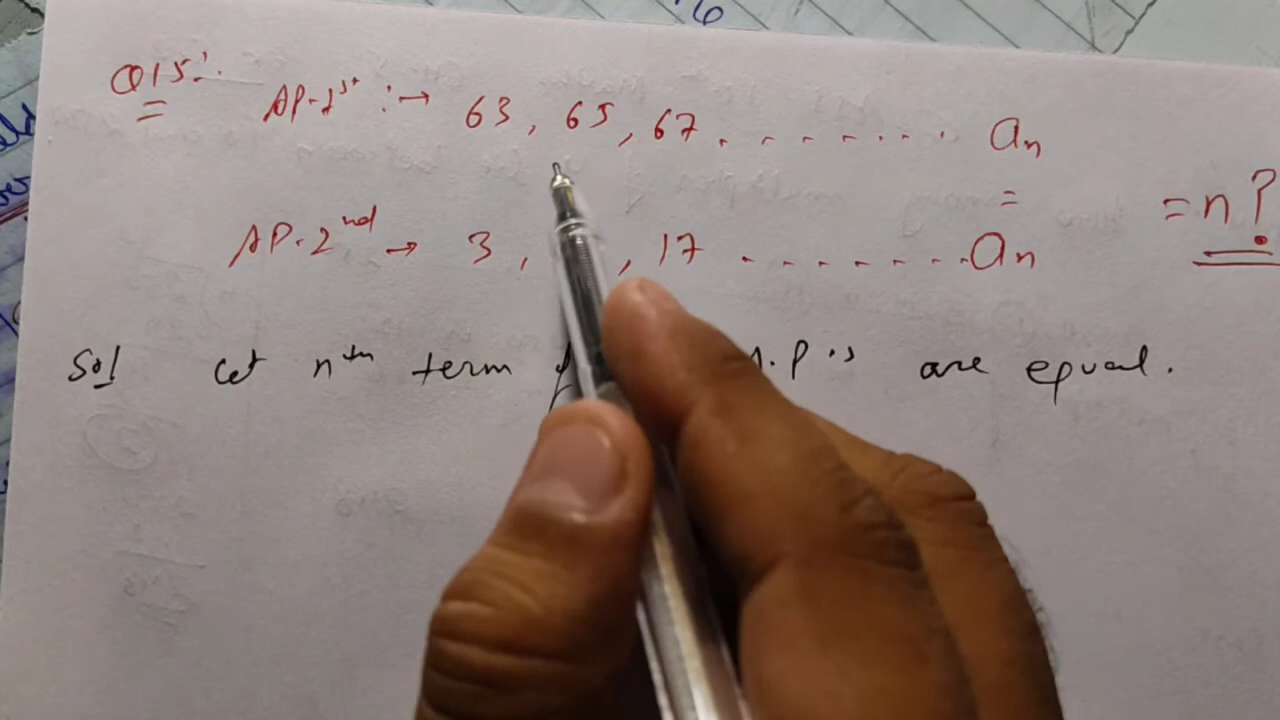 Q15:
AP-1st :→ 63, 65, 67. . . . . . . . an
= = n?
AP-2nd → 3, , 17 . . . . . . . an
Sol let nth term A.P's are equal.